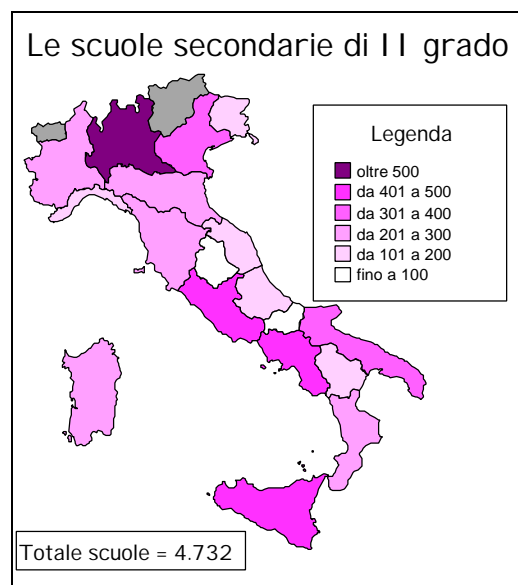 Le scuole secondarie di II grado
Legenda
oltre 500
da 401 a 500
da 301 a 400
da 201 a 300
da 101 a 200
fino a 100
Totale scuole = 4.732